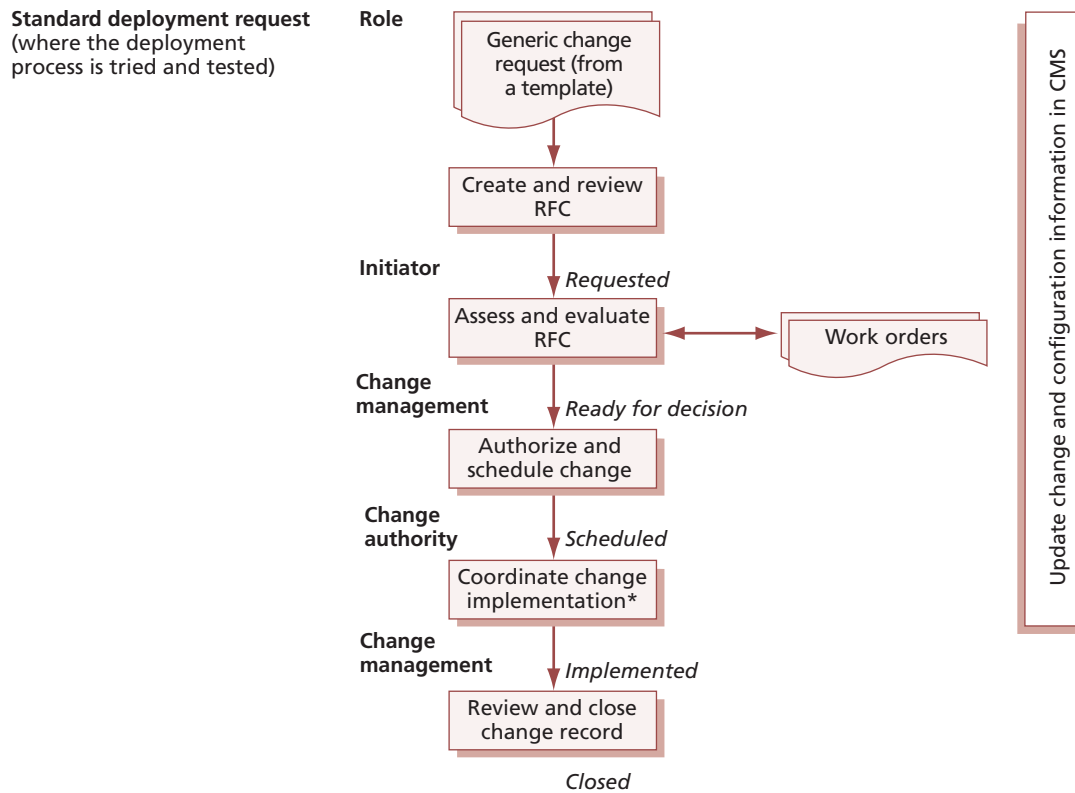 Standard deployment request
(where the deployment
process is tried and tested)
Role
Generic change
request (from
a template)
Create and review
RFC
Initiator
Requested
Assess and evaluate
RFC
Work orders
Change
management
Ready for decision
Authorize and
schedule change
Change
authority
Scheduled
Coordinate change
implementation*
Change
management
Implemented
Review and close
change record
Closed
Update change and configuration information in CMS